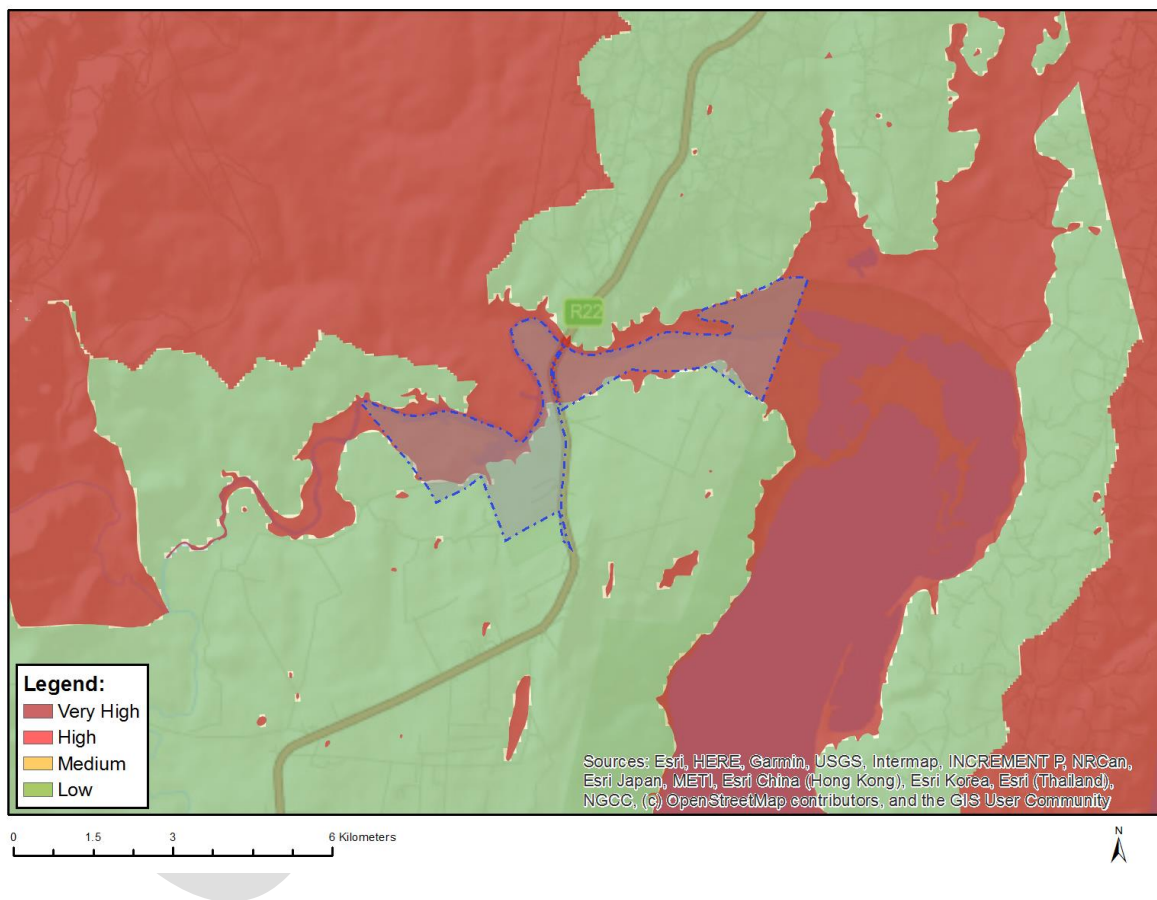 R22
Legend:
Very High
High
Medium
Low
Sources: Esri, HERE, Garmin, USGS, Intermap, INCREMENT P, NRCan,
Esri Japan, METI, Esri China (Hong Kong), Esri Korea, Esri (Thailand),
NGCC, (c) OpenStreetMap contributors, and the GIS User Community
0 1.5 3 6 Kilometers
N